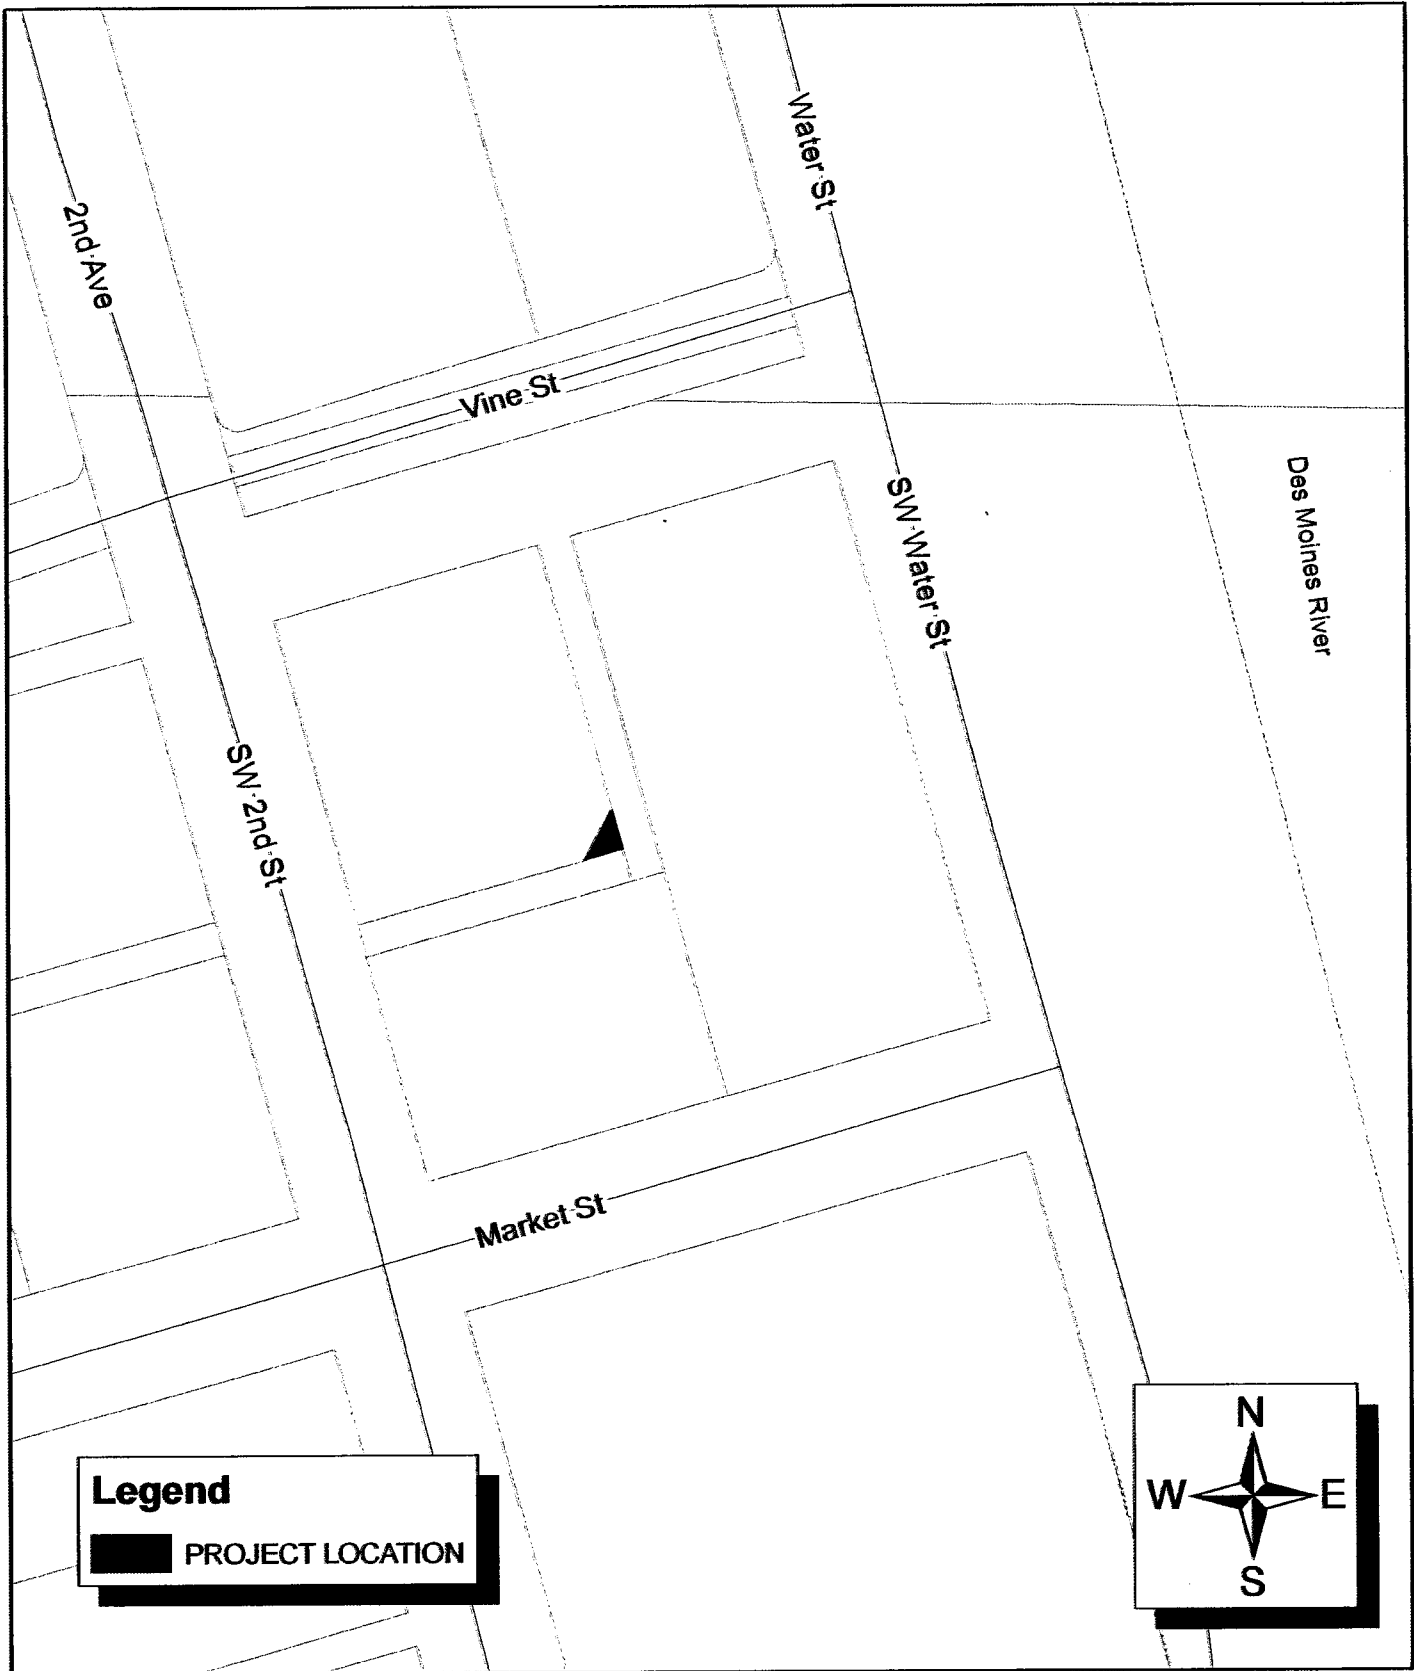 Water St
2nd Ave
Vine St
SW Water St
Des Moines River
SW 2nd St
Market St
Legend
PROJECT LOCATION
N
W E
S